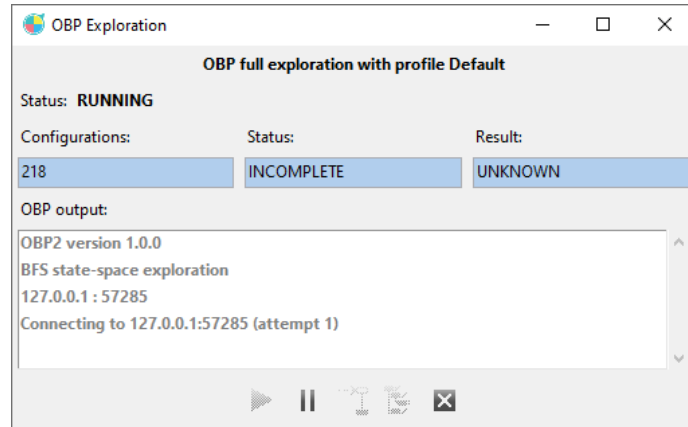 OBP Exploration
OBP full exploration with profile Default
Status: RUNNING
Configurations: Status: Result:
218 INCOMPLETE UNKNOWN
OBP output:
OBP2 version 1.0.0
BFS state-space exploration
127.0.0.1 : 57285
Connecting to 127.0.0.1:57285 (attempt 1)